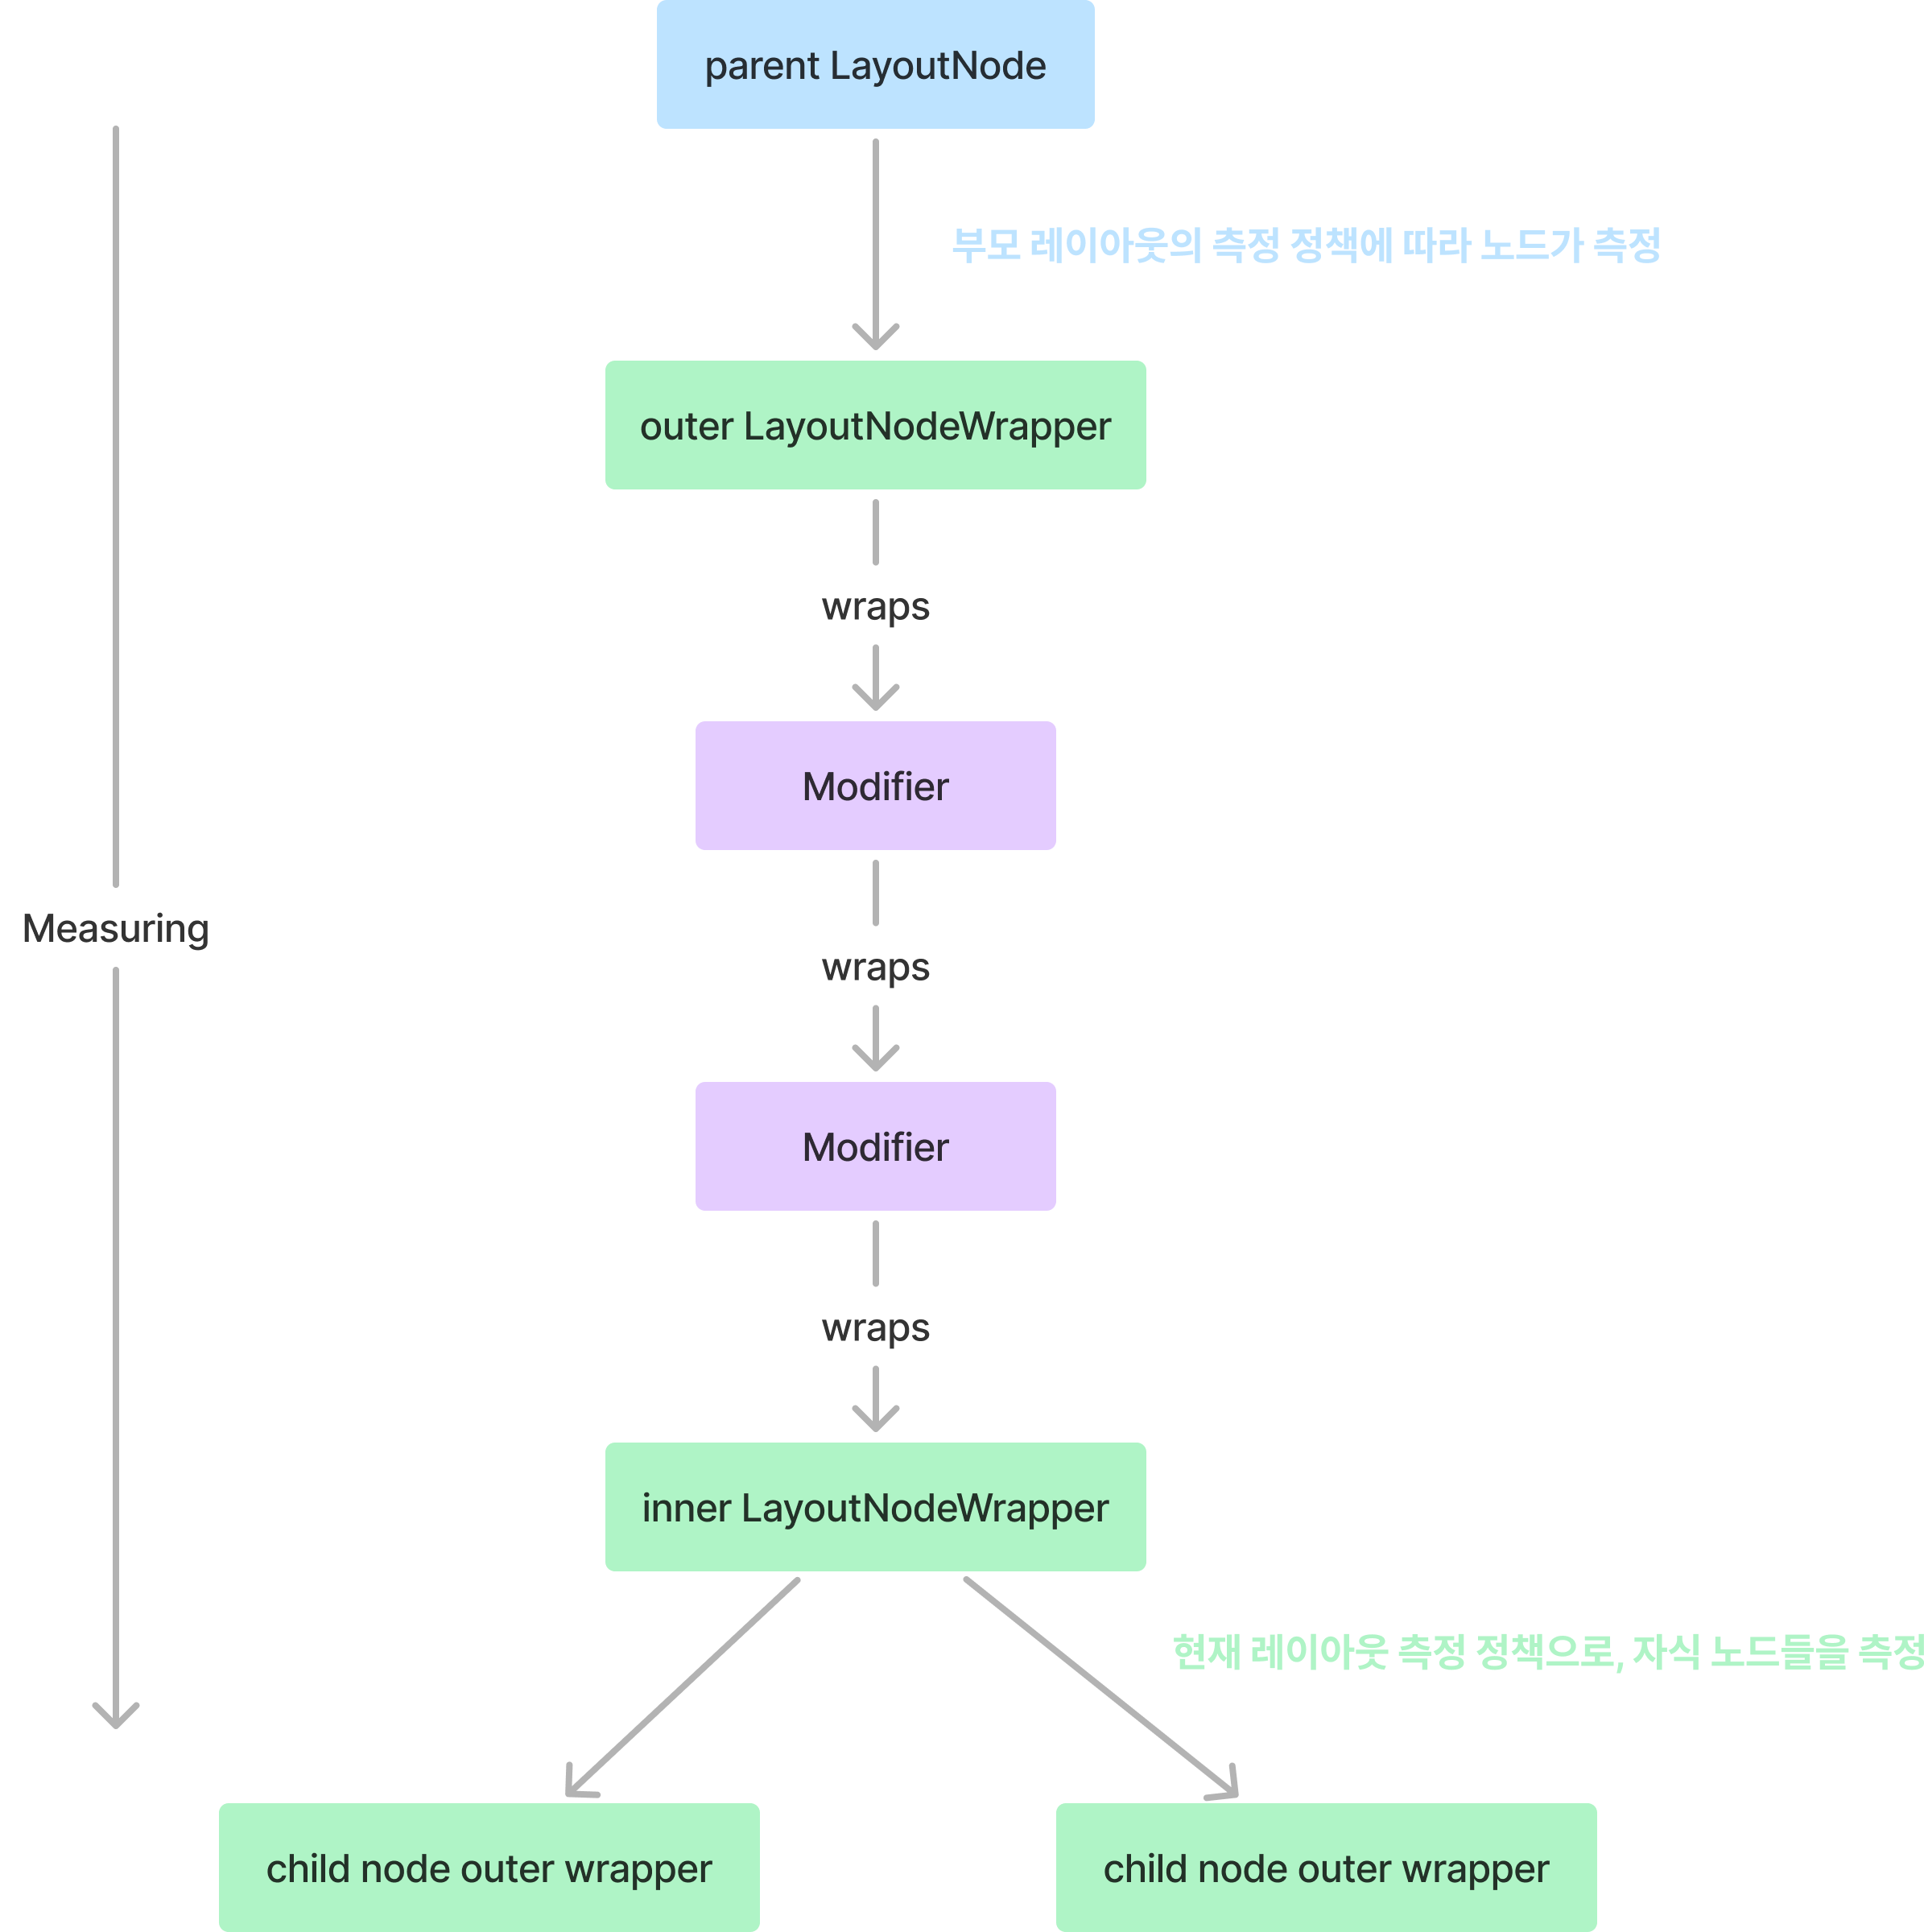 parent LayoutNode
부모 레이아웃의 측정 정책에 따라 노드가 측정
outer LayoutNodeWrapper
wraps
Modifier
Measuring
wraps
Modifier
wraps
inner LayoutNodeWrapper
현재 레이아웃 측정 정책으로, 자식 노드들을 측정
child node outer wrapper
child node outer wrapper